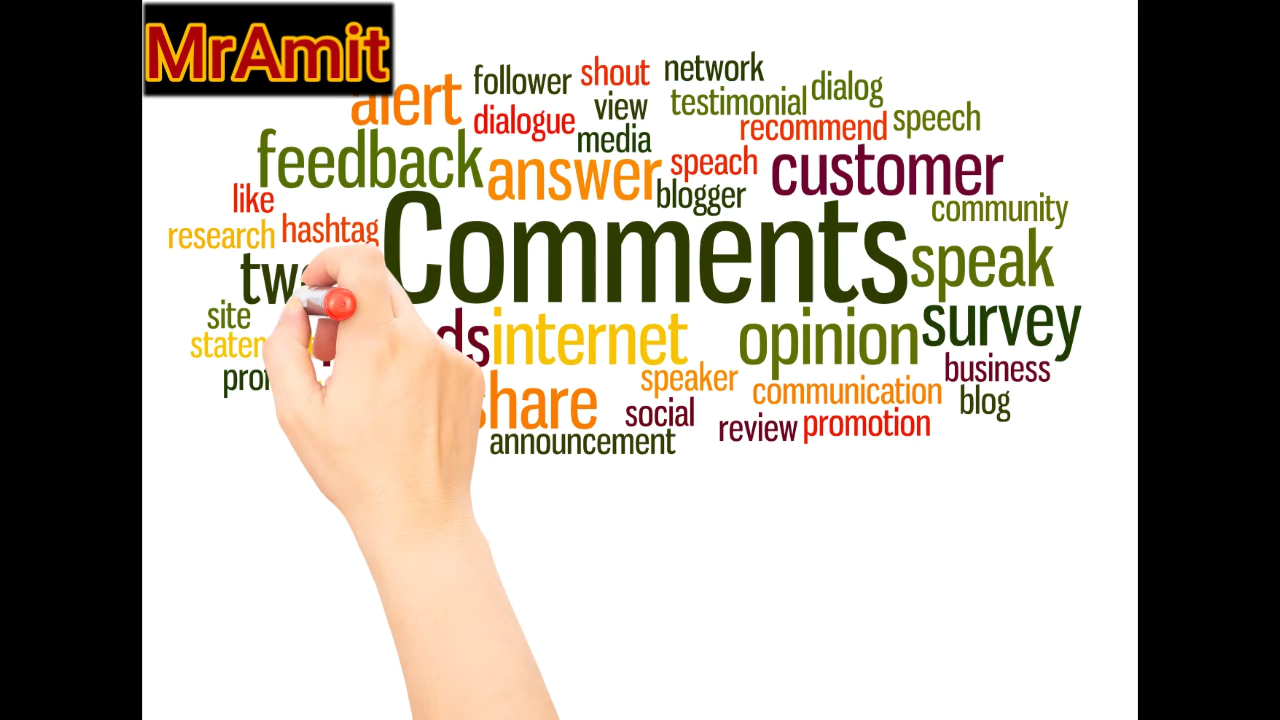 MrAmit
alert follower shout network
dialogue view testimonial dialog
media recommend speech
feedback answer speach customer
like blogger community
research hashtag Comments speak
site internet opinion survey
share speaker communication business
social blog
announcement review promotion